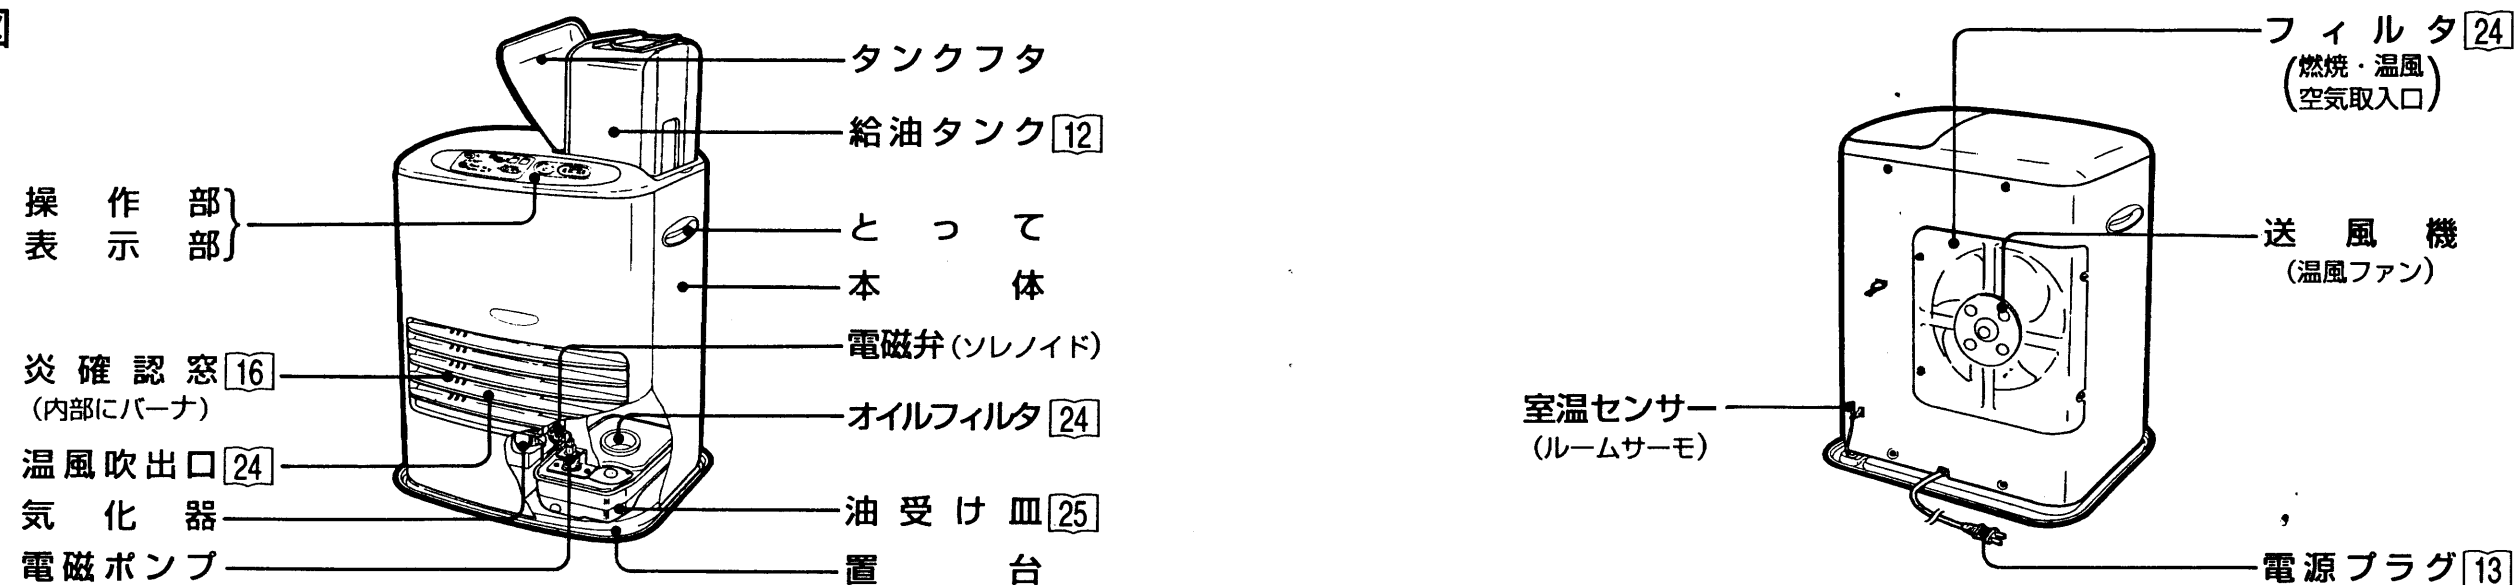 タンクフタ
給油タンク 12
操作部
表示部
とって
本体
電磁弁(ソレノイド)
炎確認窓 16
(内部にバーナ)
オイルフィルタ 24
温風吹出口 24
気化器
油受け皿 25
電磁ポンプ
置台
フィルタ 24
(燃焼・温風
空気取入口)
送風機
(温風ファン)
室温センサー
(ルームサーモ)
電源プラグ 13